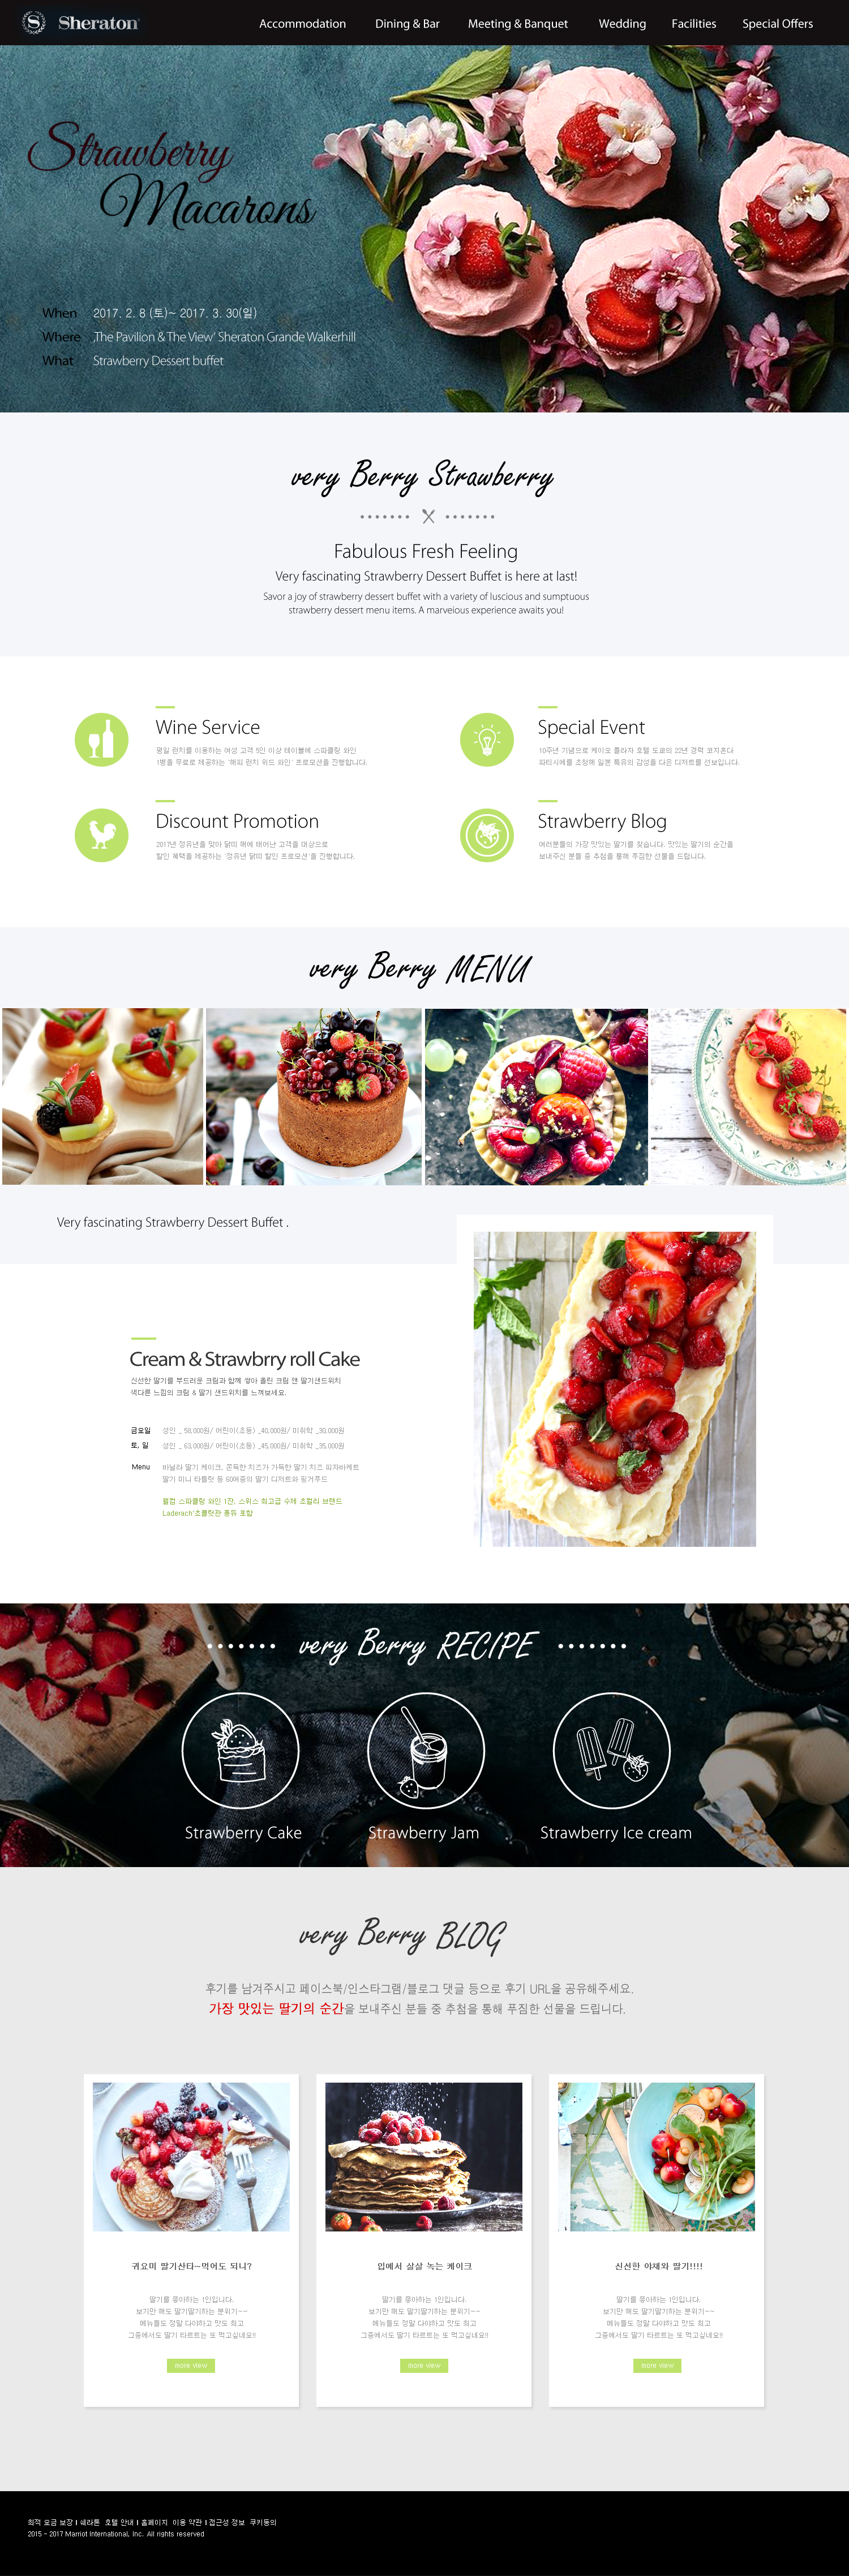 Sheraton
Accommodation Dining & Bar Meeting & Banquet Wedding Facilities Special Offers
Strawberry
Macarons
When 2017. 2. 8 (토)~ 2017. 3. 30(일)
Where ,The Pavilion & The View' Sheraton Grande Walkerhill
What Strawberry Dessert buffet
very Berry Strawberry
Fabulous Fresh Feeling
Very fascinating Strawberry Dessert Buffet is here at last!
Savor a joy of strawberry dessert buffet with a variety of luscious and sumptuous
strawberry dessert menu items. A marveious experience awaits you!
Wine Service
평일 런치를 이용하는 여성 고객 5인 이상 테이블에 스파클링 와인
1병을 무료로 제공하는 '해피 런치 위드 와인' 프로모션을 진행합니다.
Special Event
10주년 기념으로 케이오 플라자 호텔 도쿄의 22년 경력 코지혼다
파티시에를 초청해 일본 특유의 감성을 다은 디저트를 선보입니다.
Discount Promotion
2017년 정유년을 맞아 닭띠 해에 태어난 고객을 대상으로
할인 혜택을 제공하는 '정유년 닭띠 할인 프로모션'을 진행합니다.
Strawberry Blog
여러분들의 가장 맛있는 딸기를 찾습니다. 맛있는 딸기의 순간을
보내주신 분들 중 추첨을 통해 푸짐한 선물을 드립니다.
very Berry MENU
Very fascinating Strawberry Dessert Buffet .
Cream & Strawbrry roll Cake
신선한 딸기를 부드러운 크림과 함께 쌓아 올린 크림 앤 딸기샌드위치
색다른 느낌의 크림 & 딸기 샌드위치를 느껴보세요.
금요일 성인 _ 58,000원/ 어린이(초등) _40,000원/ 미취학 _30,000원
토, 일 성인 _ 63,000원/ 어린이(초등) _45,000원/ 미취학 _35,000원
Menu 바닐라 딸기 케이크, 쫀득한 치즈가 가득한 딸기 치즈 피자바케트
딸기 미니 타틀릿 등 60여종의 딸기 디저트와 핑거푸드
웰컴 스파클링 와인 1잔, 스위스 최고급 수제 초컬릿 브랜드
Laderach'초콜릿관 퐁듀 포함
very Berry RECIPE
Strawberry Cake Strawberry Jam Strawberry Ice cream
very Berry BLOG
후기를 남겨주시고 페이스북/인스타그램/블로그 댓글 등으로 후기 URL을 공유해주세요.
가장 맛있는 딸기의 순간을 보내주신 분들 중 추첨을 통해 푸짐한 선물을 드립니다.
귀요미 딸기산타~먹어도 되니?
딸기를 좋아하는 1인입니다.
보기만 해도 딸기딸기하는 분위기~~
메뉴들도 정말 다야하고 맛도 최고
그중에서도 딸기 타르트는 또 먹고싶네요!!
more view
입에서 살살 녹는 케이크
딸기를 좋아하는 1인입니다.
보기만 해도 딸기딸기하는 분위기~~
메뉴들도 정말 다야하고 맛도 최고
그중에서도 딸기 타르트는 또 먹고싶네요!!
more view
신선한 야채와 딸기!!!!
딸기를 좋아하는 1인입니다.
보기만 해도 딸기딸기하는 분위기~~
메뉴들도 정말 다야하고 맛도 최고
그중에서도 딸기 타르트는 또 먹고싶네요!!
more view
최적 요금 보장 I 쉐라톤 호텔 안내 I 홈페이지 이용 약관 I 접근성 정보 쿠키동의
2015 - 2017 Marriot International, Inc. All rights reserved